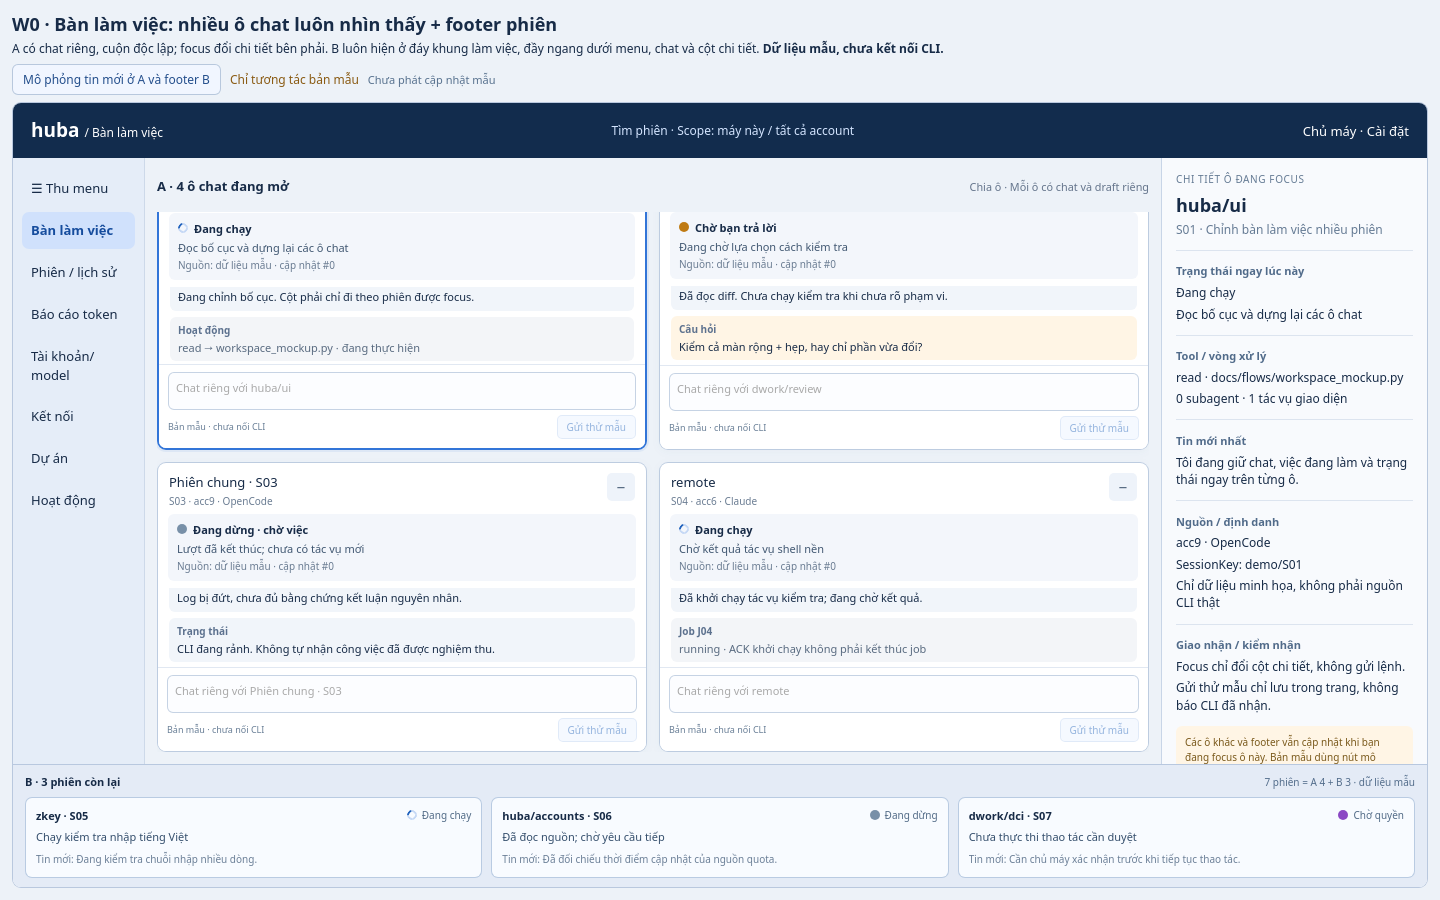 W0 · Bàn làm việc: nhiều ô chat luôn nhìn thấy + footer phiên
A có chat riêng, cuộn độc lập; focus đổi chi tiết bên phải. B luôn hiện ở đáy khung làm việc, đầy ngang dưới menu, chat và cột chi tiết. Dữ liệu mẫu, chưa kết nối CLI.
Mô phỏng tin mới ở A và footer B
Chỉ tương tác bản mẫu
Chưa phát cập nhật mẫu
huba / Bàn làm việc
Tìm phiên · Scope: máy này / tất cả account
Chủ máy · Cài đặt
☰ Thu menu
Bàn làm việc
Phiên / lịch sử
Báo cáo token
Tài khoản/
model
Kết nối
Dự án
Hoạt động
A · 4 ô chat đang mở
Chia ô · Mỗi ô có chat và draft riêng
Đang chạy
Đọc bố cục và dựng lại các ô chat
Nguồn: dữ liệu mẫu · cập nhật #0
Đang chỉnh bố cục. Cột phải chỉ đi theo phiên được focus.
Hoạt động
read → workspace_mockup.py · đang thực hiện
Chat riêng với huba/ui
Bản mẫu · chưa nối CLI
Gửi thử mẫu
Chờ bạn trả lời
Đang chờ lựa chọn cách kiểm tra
Nguồn: dữ liệu mẫu · cập nhật #0
Đã đọc diff. Chưa chạy kiểm tra khi chưa rõ phạm vi.
Câu hỏi
Kiểm cả màn rộng + hẹp, hay chỉ phần vừa đổi?
Chat riêng với dwork/review
Bản mẫu · chưa nối CLI
Gửi thử mẫu
Phiên chung · S03
S03 · acc9 · OpenCode
−
Đang dừng · chờ việc
Lượt đã kết thúc; chưa có tác vụ mới
Nguồn: dữ liệu mẫu · cập nhật #0
Log bị đứt, chưa đủ bằng chứng kết luận nguyên nhân.
Trạng thái
CLI đang rảnh. Không tự nhận công việc đã được nghiệm thu.
Chat riêng với Phiên chung · S03
Bản mẫu · chưa nối CLI
Gửi thử mẫu
remote
S04 · acc6 · Claude
−
Đang chạy
Chờ kết quả tác vụ shell nền
Nguồn: dữ liệu mẫu · cập nhật #0
Đã khởi chạy tác vụ kiểm tra; đang chờ kết quả.
Job J04
running · ACK khởi chạy không phải kết thúc job
Chat riêng với remote
Bản mẫu · chưa nối CLI
Gửi thử mẫu
CHI TIẾT Ô ĐANG FOCUS
huba/ui
S01 · Chỉnh bàn làm việc nhiều phiên
Trạng thái ngay lúc này
Đang chạy
Đọc bố cục và dựng lại các ô chat
Tool / vòng xử lý
read · docs/flows/workspace_mockup.py
0 subagent · 1 tác vụ giao diện
Tin mới nhất
Tôi đang giữ chat, việc đang làm và trạng
thái ngay trên từng ô.
Nguồn / định danh
acc9 · OpenCode
SessionKey: demo/S01
Chỉ dữ liệu minh họa, không phải nguồn
CLI thật
Giao nhận / kiểm nhận
Focus chỉ đổi cột chi tiết, không gửi lệnh.
Gửi thử mẫu chỉ lưu trong trang, không
báo CLI đã nhận.
Các ô khác và footer vẫn cập nhật khi bạn
đang focus ô này. Bản mẫu dùng nút mô
B · 3 phiên còn lại
7 phiên = A 4 + B 3 · dữ liệu mẫu
zkey · S05
Đang chạy
Chạy kiểm tra nhập tiếng Việt
Tin mới: Đang kiểm tra chuỗi nhập nhiều dòng.
huba/accounts · S06
Đang dừng
Đã đọc nguồn; chờ yêu cầu tiếp
Tin mới: Đã đối chiếu thời điểm cập nhật của nguồn quota.
dwork/dci · S07
Chờ quyền
Chưa thực thi thao tác cần duyệt
Tin mới: Cần chủ máy xác nhận trước khi tiếp tục thao tác.